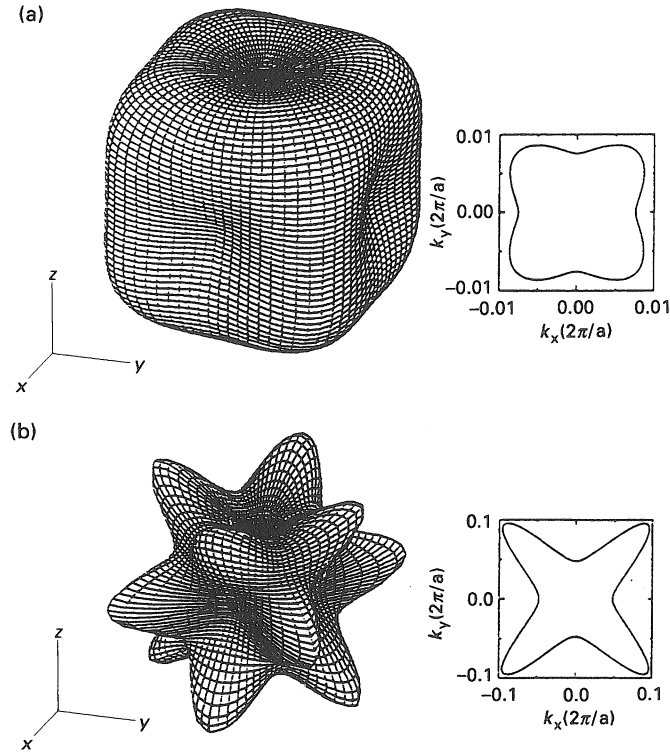 (a)
0.01
0.00
−0.01
k_y(2π/a)
−0.01 0.00 0.01
k_x(2π/a)
z
y
x
(b)
0.1
0.0
−0.1
k_y(2π/a)
−0.1 0.0 0.1
k_x(2π/a)
z
y
x